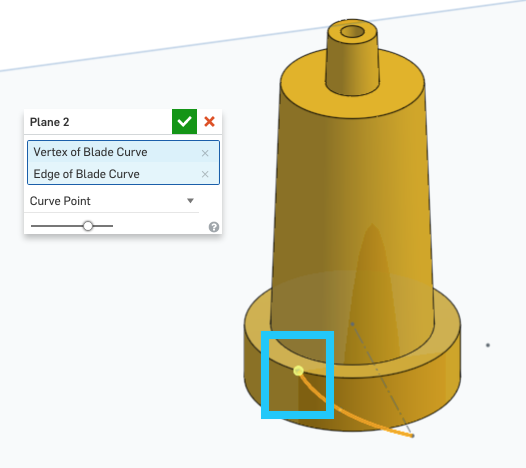 Plane 2
Vertex of Blade Curve
Edge of Blade Curve
Curve Point